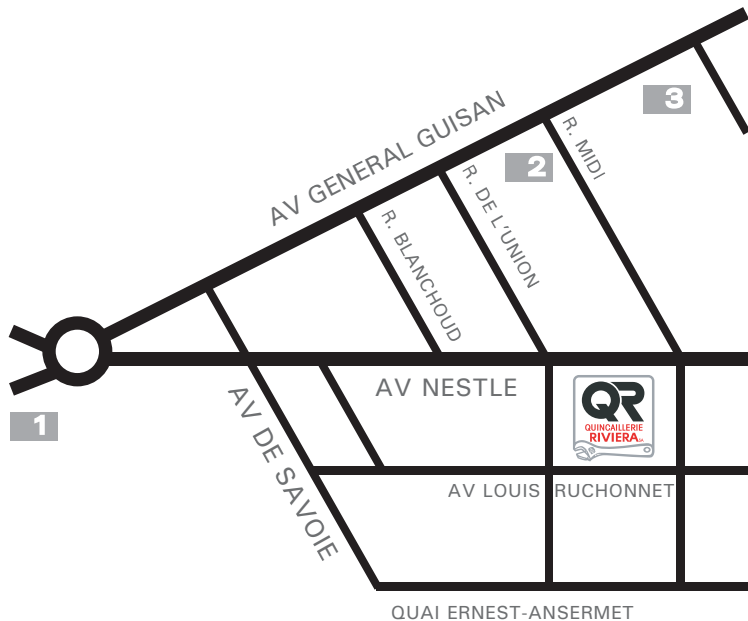 3
AV GENERAL GUISAN
R. MIDI
2
R. DE L'UNION
R. BLANCHOUD
1
AV NESTLE
QR
QUINCAILLERIE
RIVIERA SA
AV DE SAVOIE
AV LOUIS RUCHONNET
QUAI ERNEST-ANSERMET